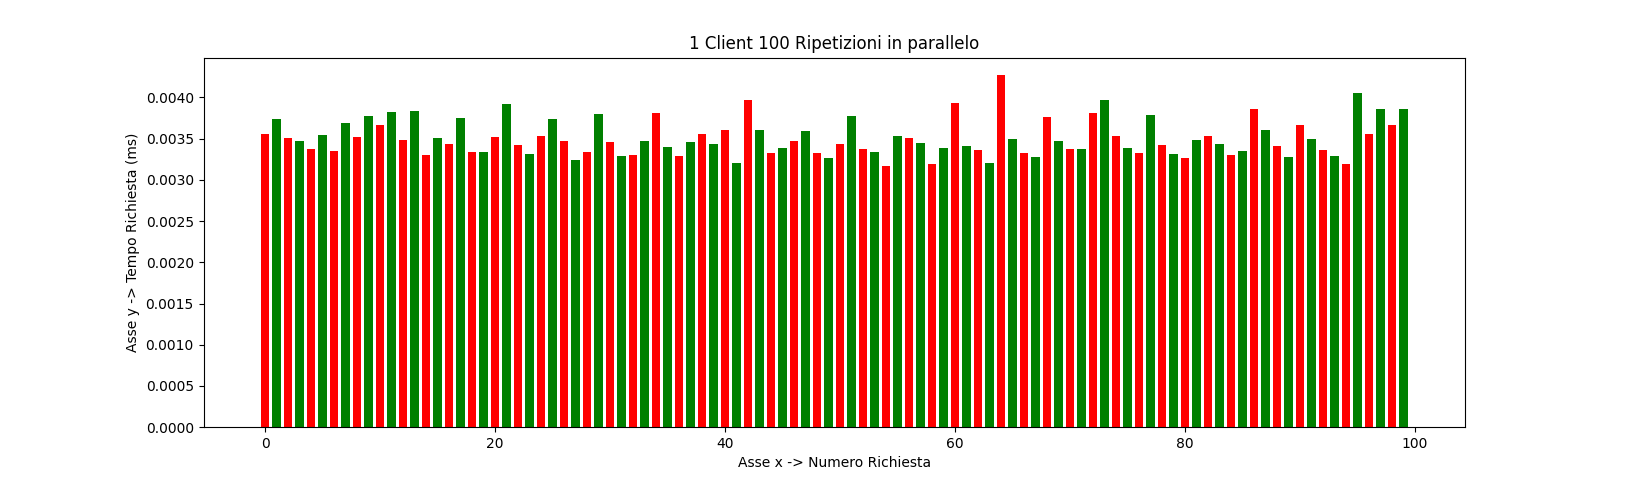 1 Client 100 Ripetizioni in parallelo
Asse y -> Tempo Richiesta (ms)
0.0040
0.0035
0.0030
0.0025
0.0020
0.0015
0.0010
0.0005
0.0000
0 20 40 60 80 100
Asse x -> Numero Richiesta